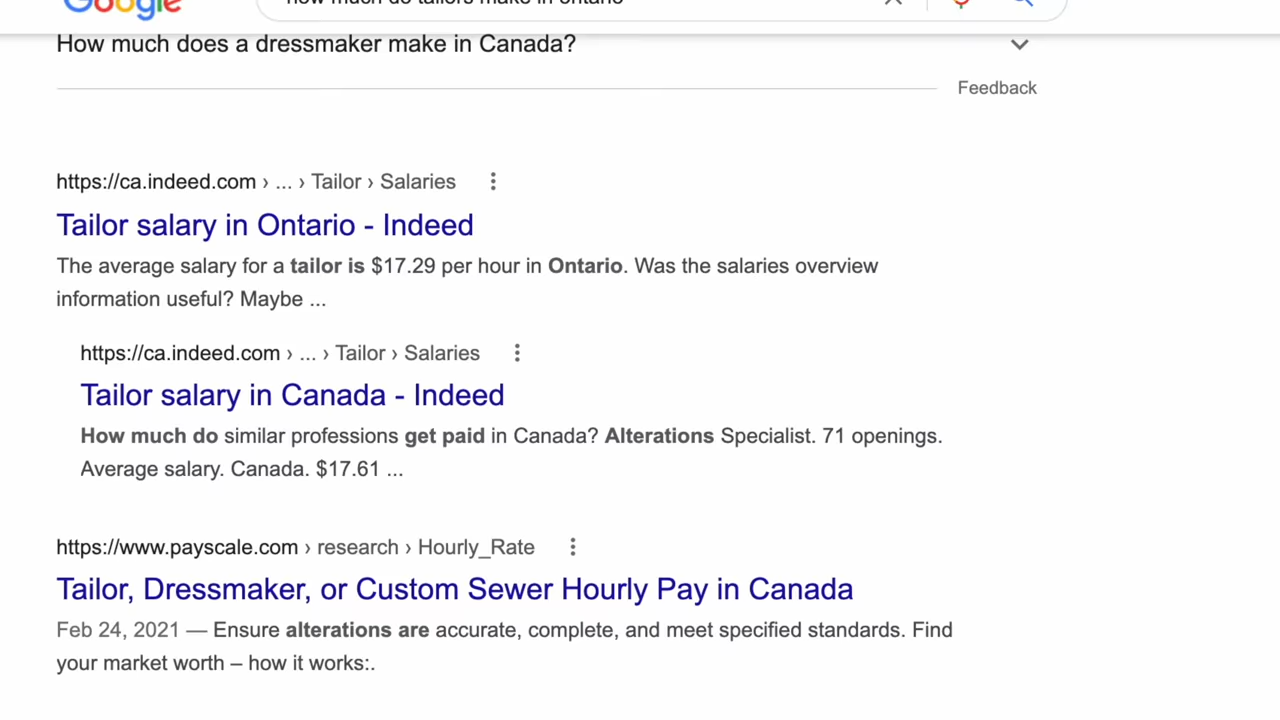 Google
how much do tailors make in ontario
How much does a dressmaker make in Canada?
Feedback
https://ca.indeed.com › ... › Tailor › Salaries
Tailor salary in Ontario - Indeed
The average salary for a tailor is $17.29 per hour in Ontario. Was the salaries overview
information useful? Maybe ...
https://ca.indeed.com › ... › Tailor › Salaries
Tailor salary in Canada - Indeed
How much do similar professions get paid in Canada? Alterations Specialist. 71 openings.
Average salary. Canada. $17.61 ...
https://www.payscale.com › research › Hourly_Rate
Tailor, Dressmaker, or Custom Sewer Hourly Pay in Canada
Feb 24, 2021 — Ensure alterations are accurate, complete, and meet specified standards. Find
your market worth – how it works:.